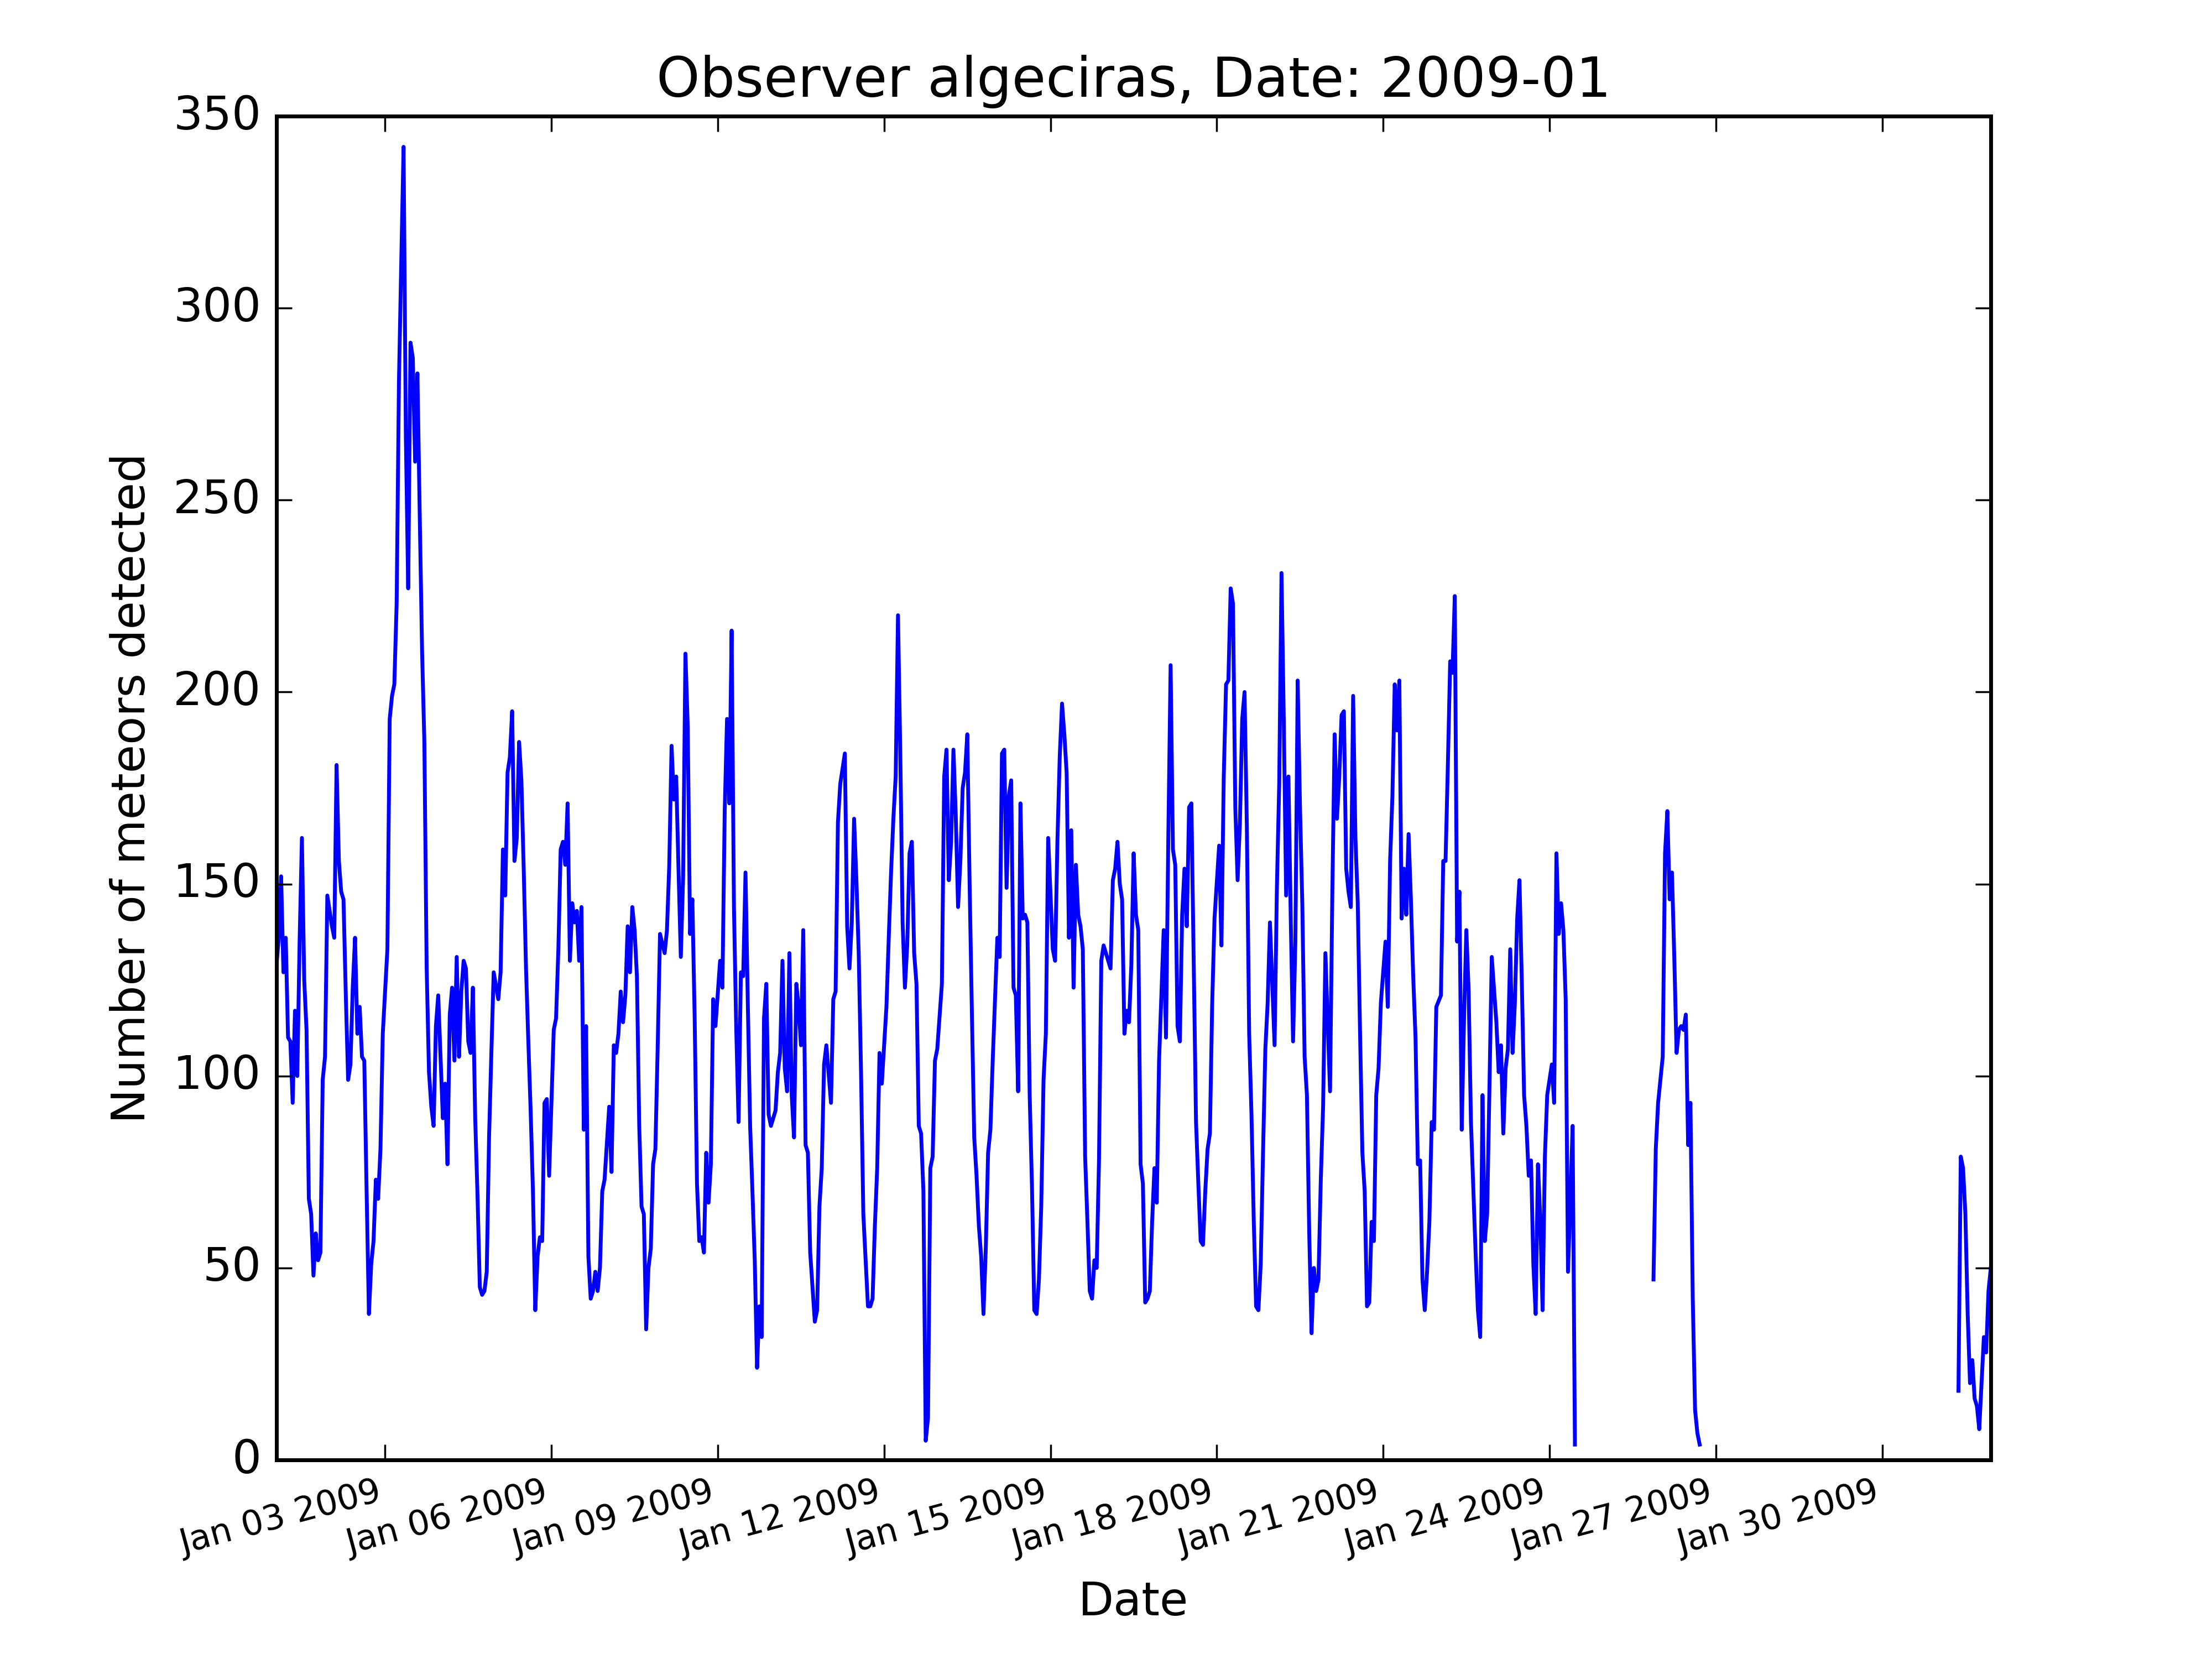 Observer algeciras, Date: 2009-01
350
300
250
200
150
100
50
0
Number of meteors detected
Jan 03 2009
Jan 06 2009
Jan 09 2009
Jan 12 2009
Jan 15 2009
Jan 18 2009
Jan 21 2009
Jan 24 2009
Jan 27 2009
Jan 30 2009
Date